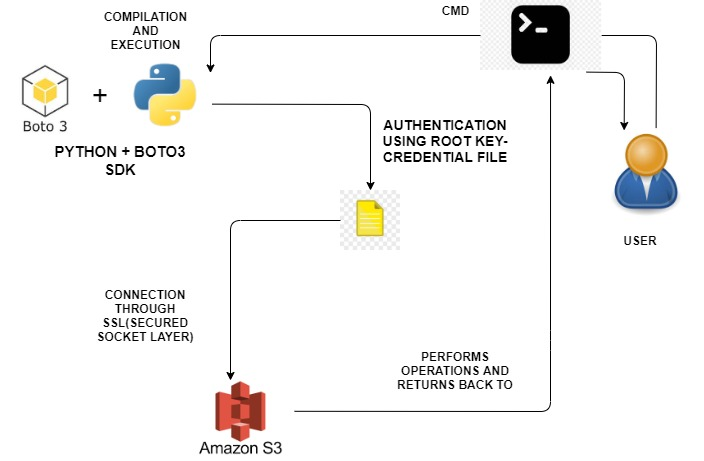 COMPILATION
AND
EXECUTION
CMD
Boto 3
+
PYTHON + BOTO3
SDK
AUTHENTICATION
USING ROOT KEY-
CREDENTIAL FILE
USER
CONNECTION
THROUGH
SSL(SECURED
SOCKET LAYER)
PERFORMS
OPERATIONS AND
RETURNS BACK TO
Amazon S3